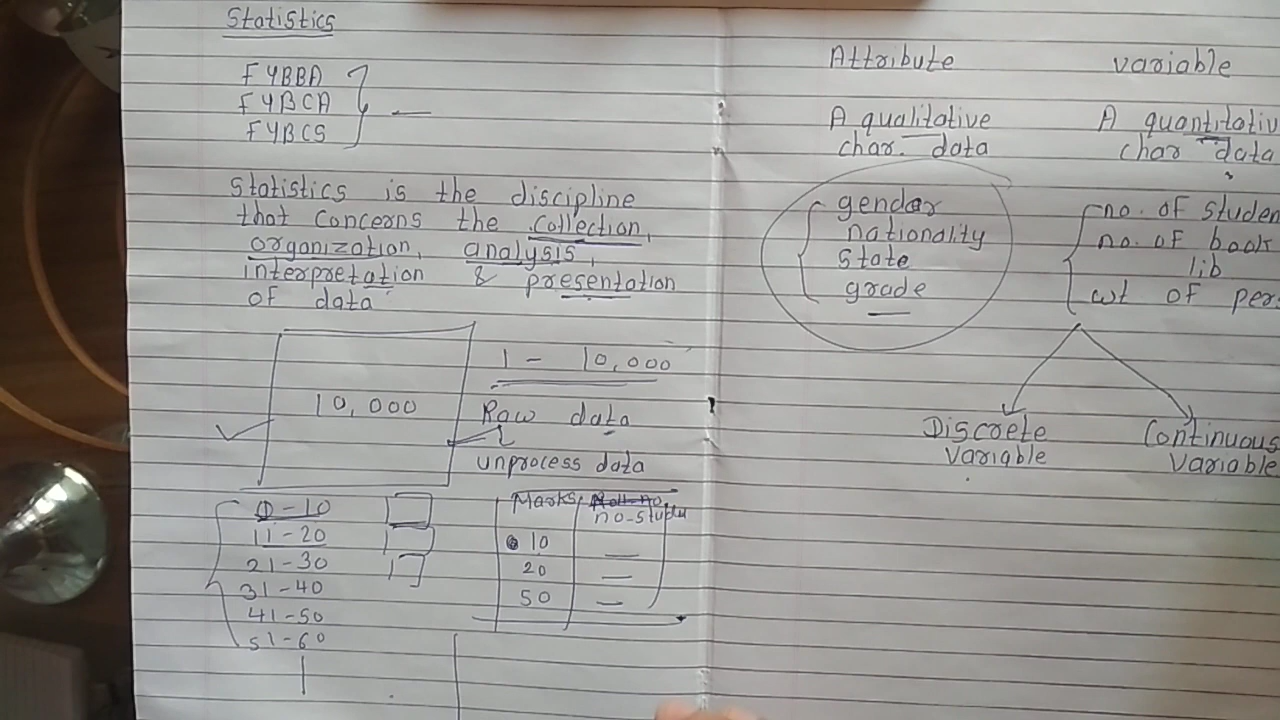 Statistics
FYBBA
FYBCA
FYBCS
Statistics is the discipline
that concerns the collection,
organization, analysis,
interpretation & presentation
of data
10,000
1 - 10,000
Raw data
unprocess data
0-10
11-20
21-30
31-40
41-50
51-60
Marks
10
20
50
Attribute variable
A qualitative A quantitativ
char. data char data
gendar no. of studen
nationality no. of book
state lib
grade wt of pers
Discrete Continuous
Variable Variable